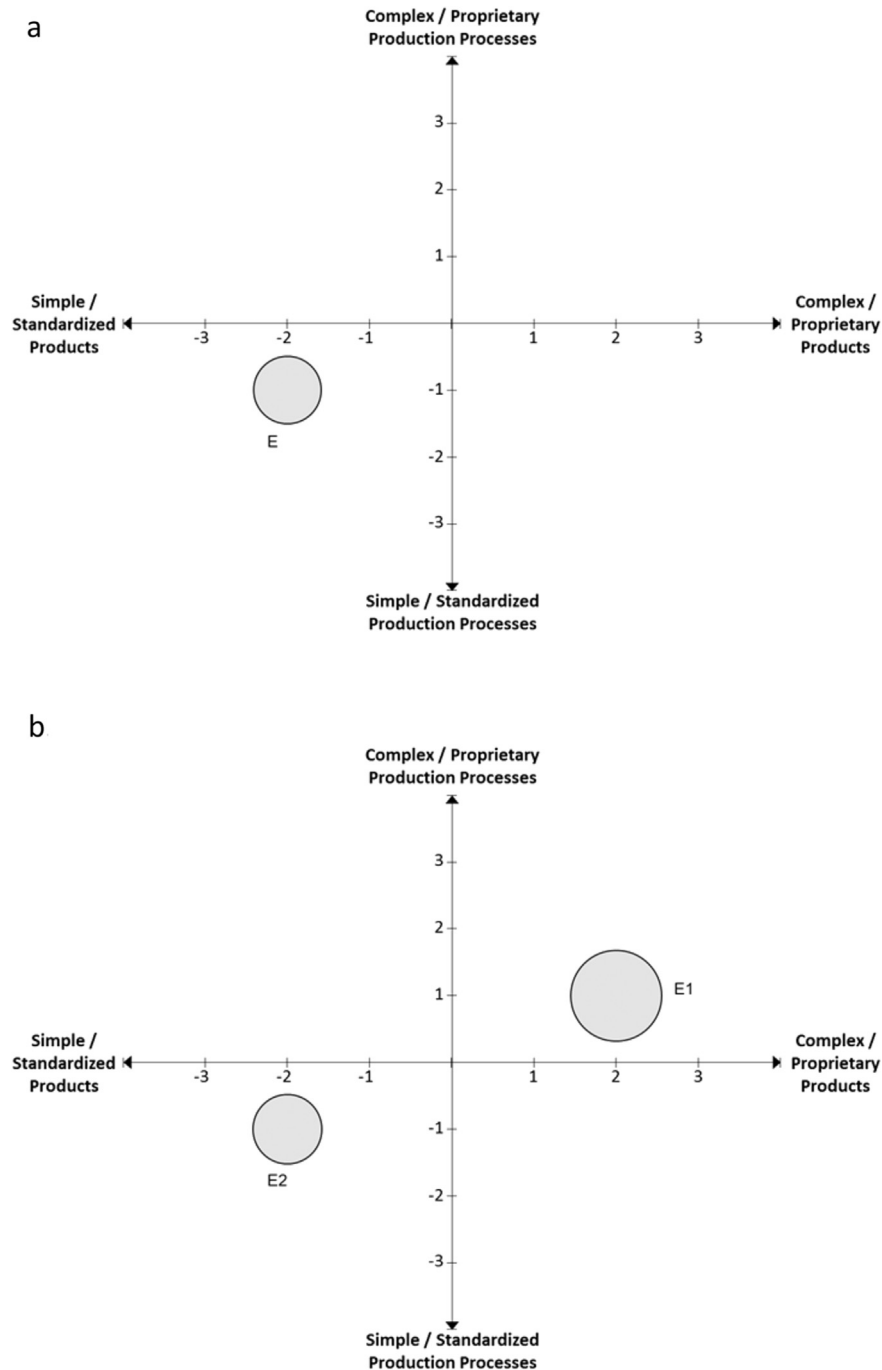 a
Complex / Proprietary
Production Processes
3
2
1
Simple /
Standardized
Products
-3 -2 -1 1 2 3
Complex /
Proprietary
Products
E
-1
-2
-3
Simple / Standardized
Production Processes
b
Complex / Proprietary
Production Processes
3
2
1
E1
Simple /
Standardized
Products
-3 -2 -1 1 2 3
Complex /
Proprietary
Products
-1
E2
-2
-3
Simple / Standardized
Production Processes